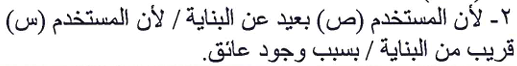 ٢- لأن المستخدم (ص) بعيد عن البناية / لأن المستخدم (س)
قريب من البناية / بسبب وجود عائق.